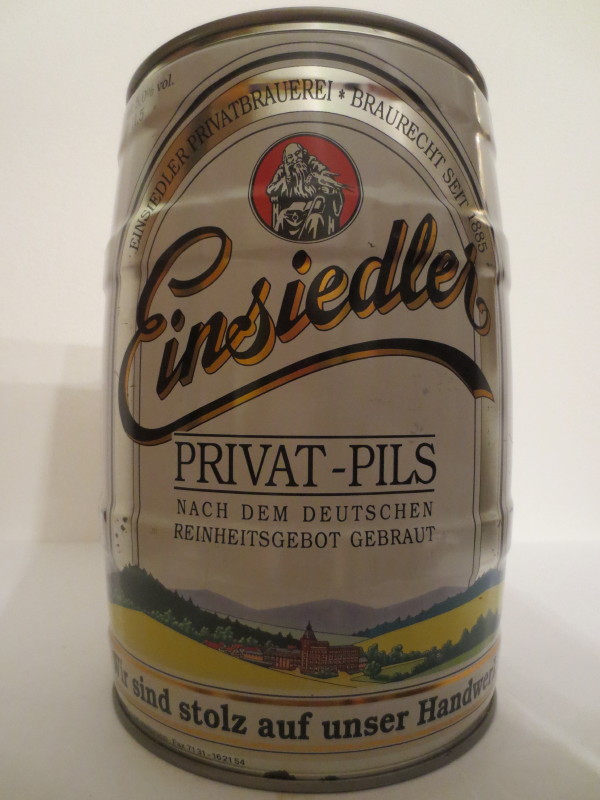 vol.
EINSIEDLER PRIVATBRAUEREI * BRAURECHT SEIT 1885
Einsiedler
PRIVAT-PILS
NACH DEM DEUTSCHEN
REINHEITSGEBOT GEBRAUT
Wir sind stolz auf unser Handwerk